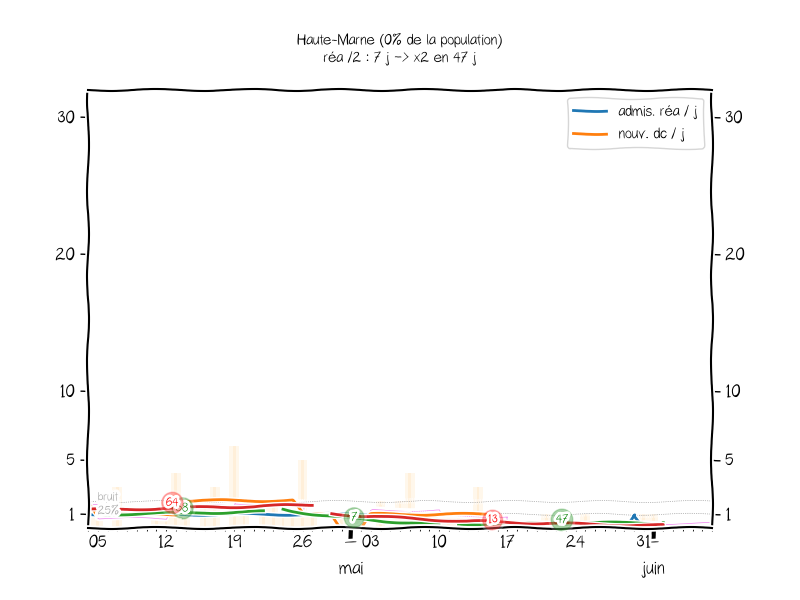 Haute-Marne (0% de la population)
réa /2 : 7 j -> x2 en 47 j
admis. réa / j
nouv. dc / j
30
30
20
20
10
10
5
5
1
1
bruit
25%
64
7
13
47
05 12 19 26 03 10 17 24 31
mai juin